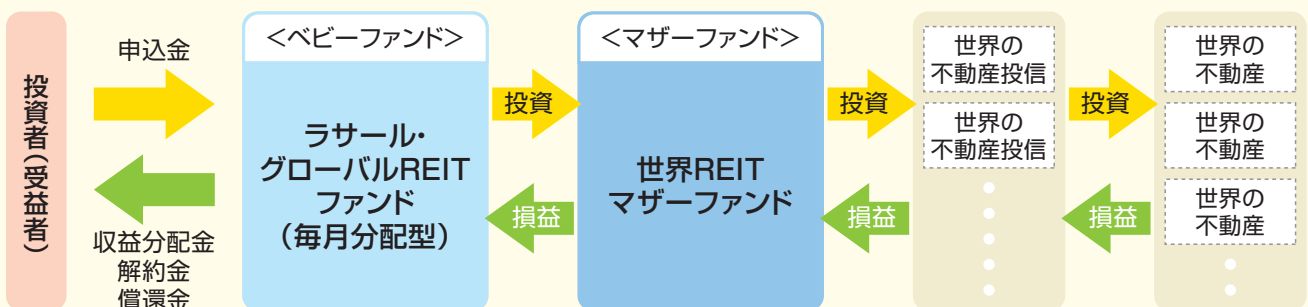 投資者(受益者)
申込金
収益分配金
解約金
償還金
<ベビーファンド>
ラサール・
グローバルREIT
ファンド
(毎月分配型)
投資
損益
<マザーファンド>
世界REIT
マザーファンド
投資
損益
世界の
不動産投信
世界の
不動産投信
投資
損益
世界の
不動産
世界の
不動産
世界の
不動産